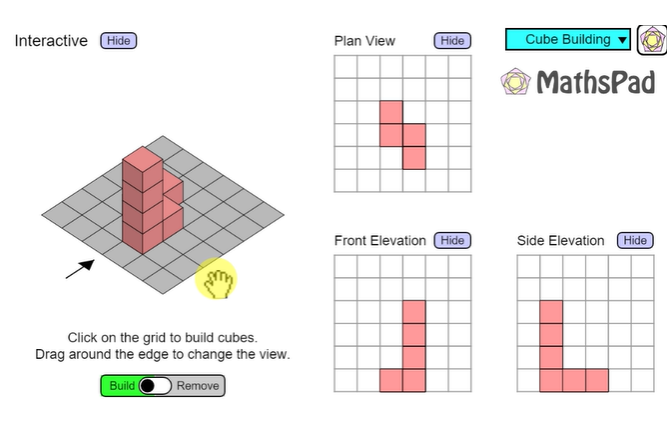 Interactive
Hide
Plan View
Hide
Cube Building
MathsPad
Front Elevation
Hide
Side Elevation
Hide
Click on the grid to build cubes.
Drag around the edge to change the view.
Build
Remove